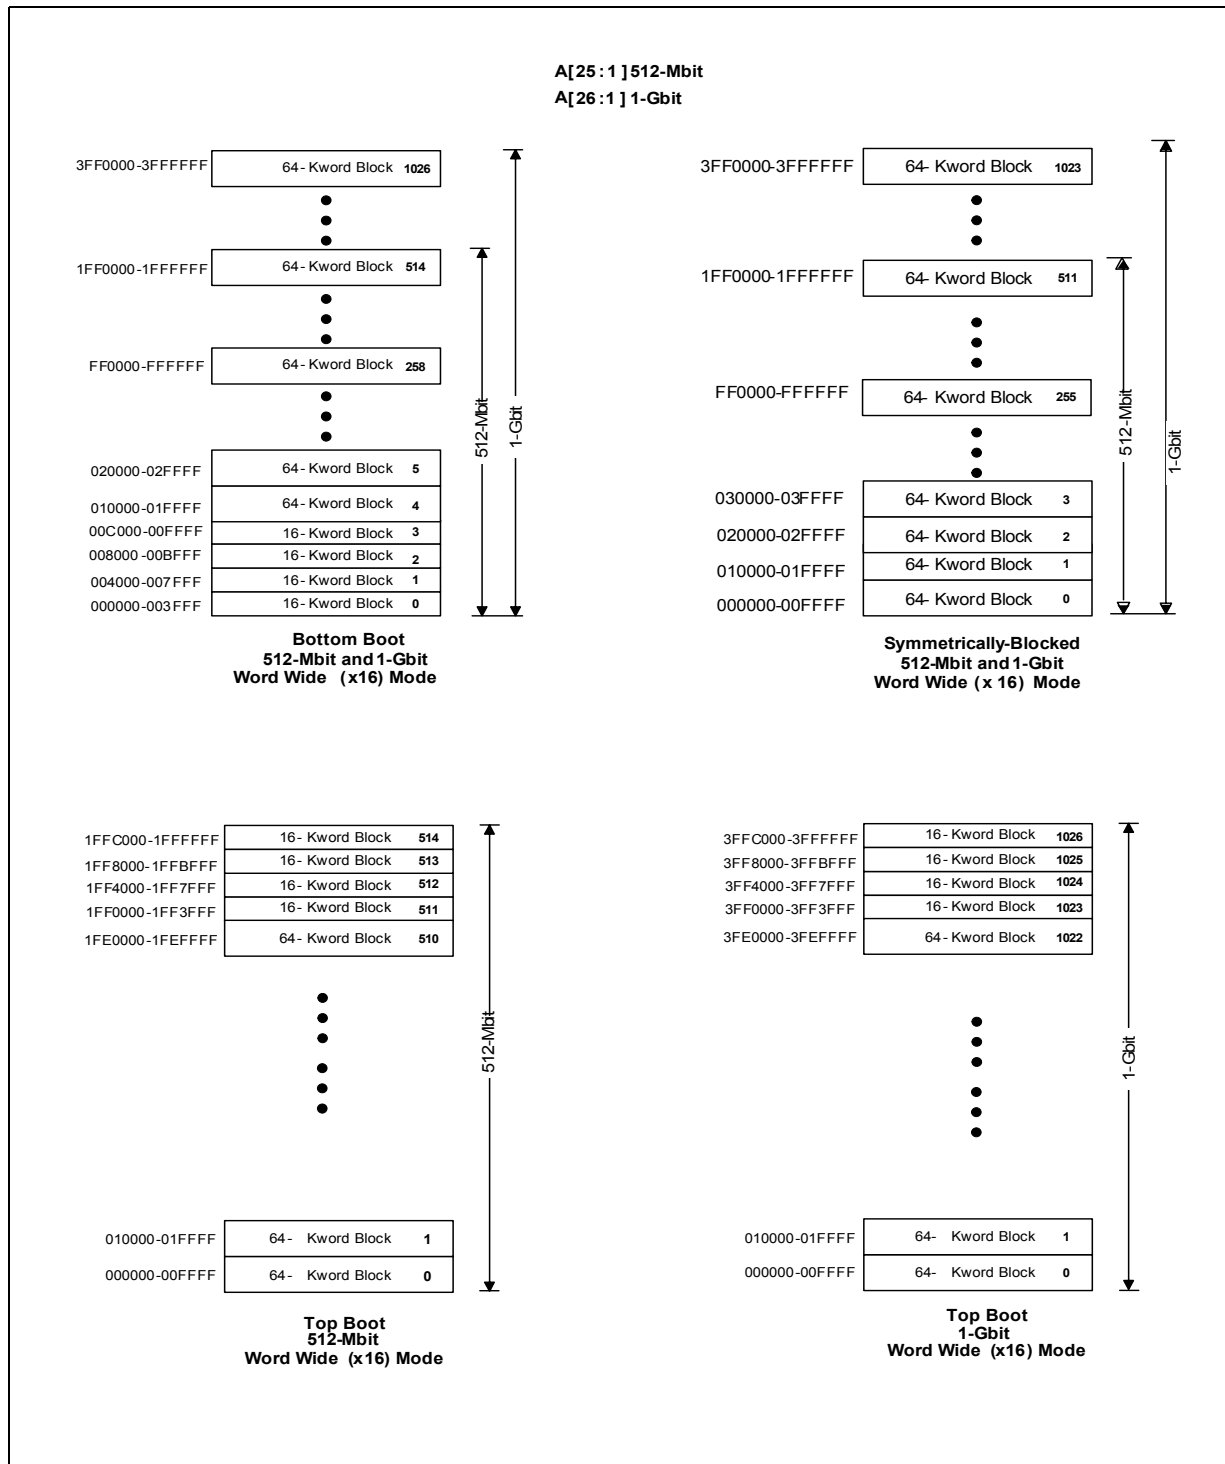 A[25:1] 512-Mbit
A[26:1] 1-Gbit
3FF0000-3FFFFFF 64- Kword Block 1026
1FF0000-1FFFFFF 64- Kword Block 514
FF0000-FFFFFF 64- Kword Block 258
020000-02FFFF 64- Kword Block 5
010000-01FFFF 64- Kword Block 4
00C000-00FFFF 16- Kword Block 3
008000-00BFFF 16- Kword Block 2
004000-007FFF 16- Kword Block 1
000000-003FFF 16- Kword Block 0
512-Mbit
1-Gbit
Bottom Boot
512-Mbit and 1-Gbit
Word Wide (x16) Mode
3FF0000-3FFFFFF 64- Kword Block 1023
1FF0000-1FFFFFF 64- Kword Block 511
FF0000-FFFFFF 64- Kword Block 255
030000-03FFFF 64- Kword Block 3
020000-02FFFF 64- Kword Block 2
010000-01FFFF 64- Kword Block 1
000000-00FFFF 64- Kword Block 0
512-Mbit
1-Gbit
Symmetrically-Blocked
512-Mbit and 1-Gbit
Word Wide (x 16) Mode
1FFC000-1FFFFFF 16- Kword Block 514
1FF8000-1FFBFFF 16- Kword Block 513
1FF4000-1FF7FFF 16- Kword Block 512
1FF0000-1FF3FFF 16- Kword Block 511
1FE0000-1FEFFFF 64- Kword Block 510
010000-01FFFF 64- Kword Block 1
000000-00FFFF 64- Kword Block 0
512-Mbit
Top Boot
512-Mbit
Word Wide (x16) Mode
3FFC000-3FFFFFF 16- Kword Block 1026
3FF8000-3FFBFFF 16- Kword Block 1025
3FF4000-3FF7FFF 16- Kword Block 1024
3FF0000-3FF3FFF 16- Kword Block 1023
3FE0000-3FEFFFF 64- Kword Block 1022
010000-01FFFF 64- Kword Block 1
000000-00FFFF 64- Kword Block 0
1-Gbit
Top Boot
1-Gbit
Word Wide (x16) Mode